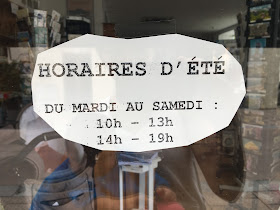 HORAIRES D'ÉTÉ
DU MARDI AU SAMEDI :
10h - 13h
14h - 19h